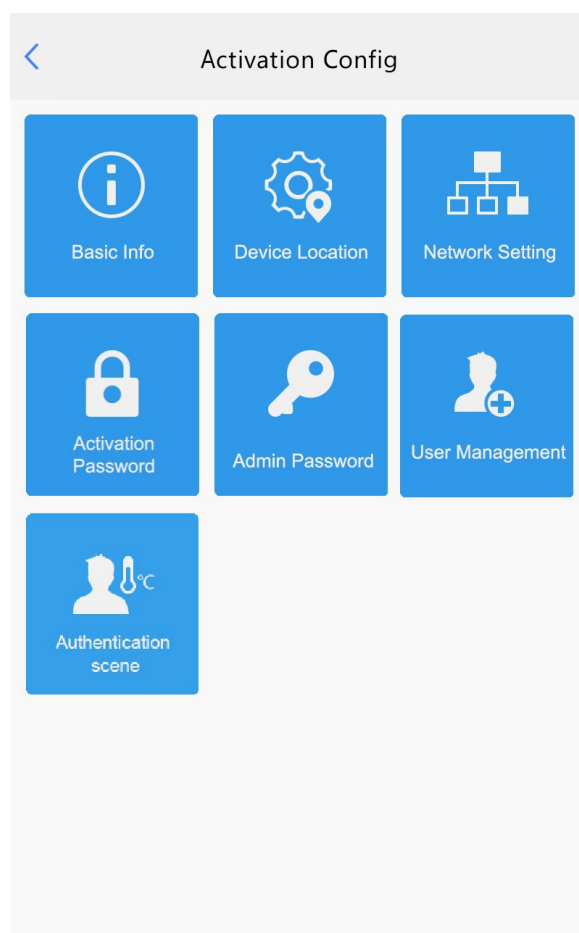 Activation Config
Basic Info
Device Location
Network Setting
Activation
Password
Admin Password
User Management
°C
Authentication
scene